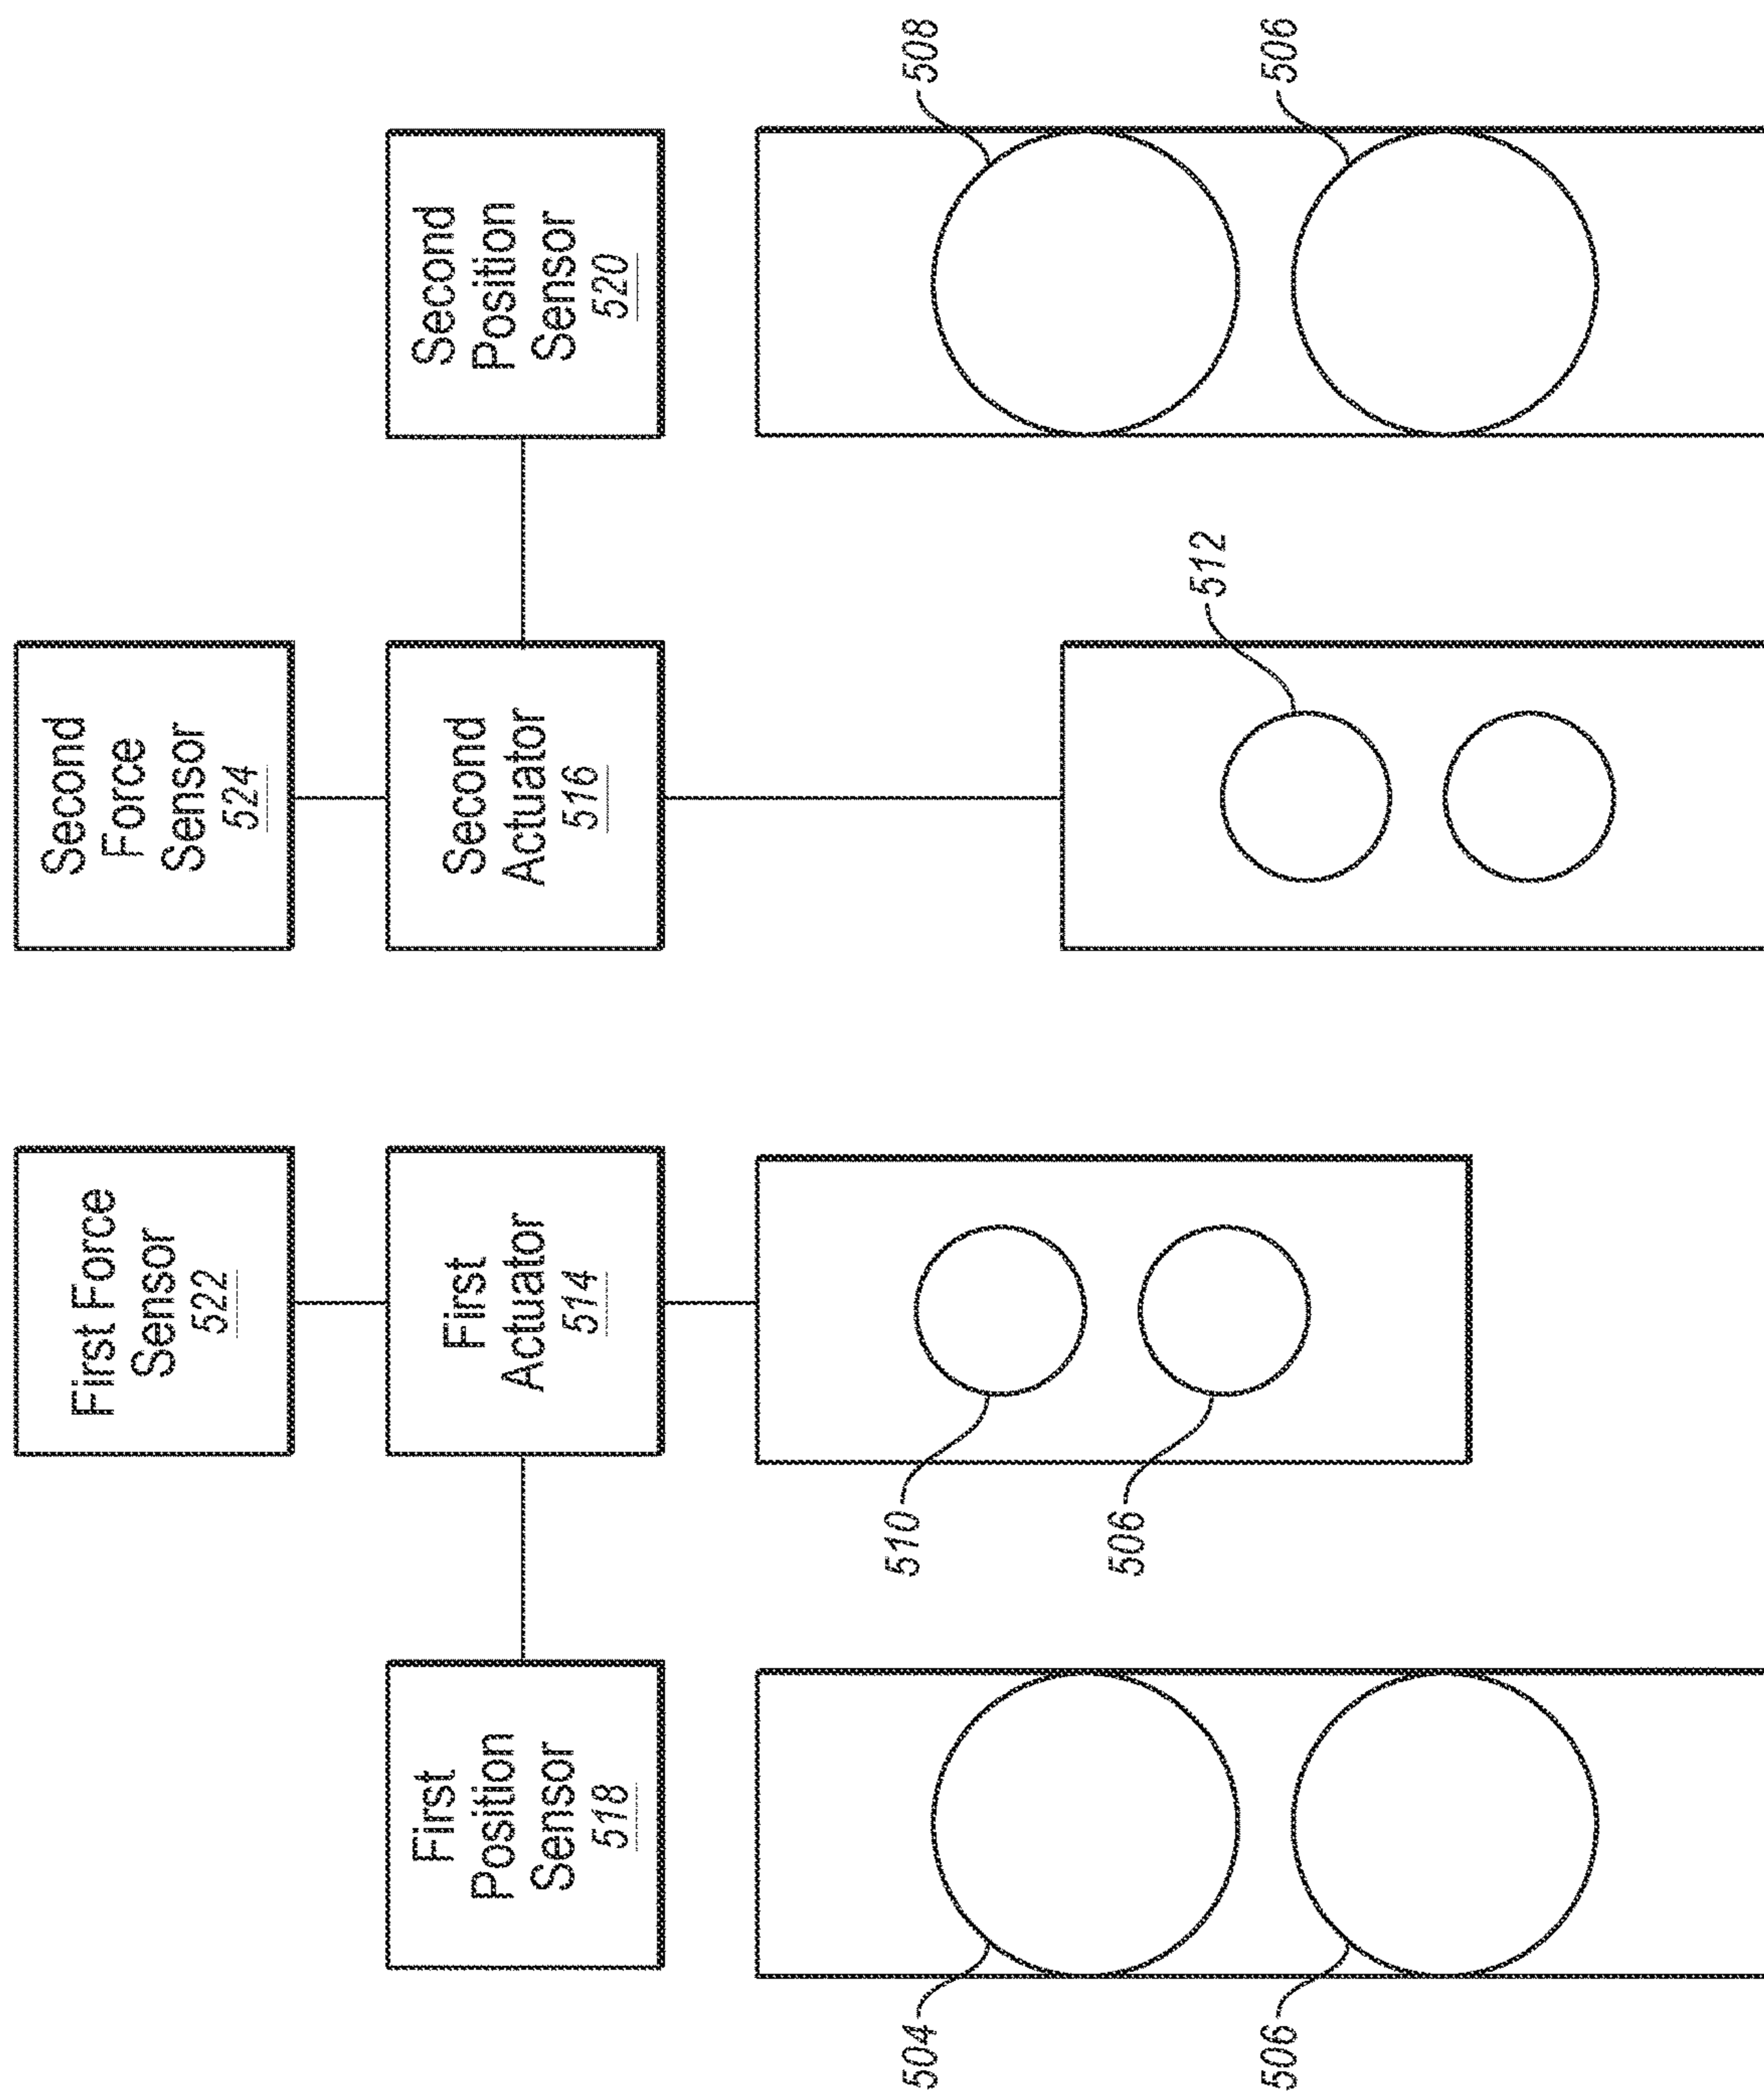 First Force
Sensor
522
Second
Force
Sensor
524
First
Position
Sensor
518
First
Actuator
514
Second
Actuator
516
Second
Position
Sensor
520
504
510
508
506
506
512
506